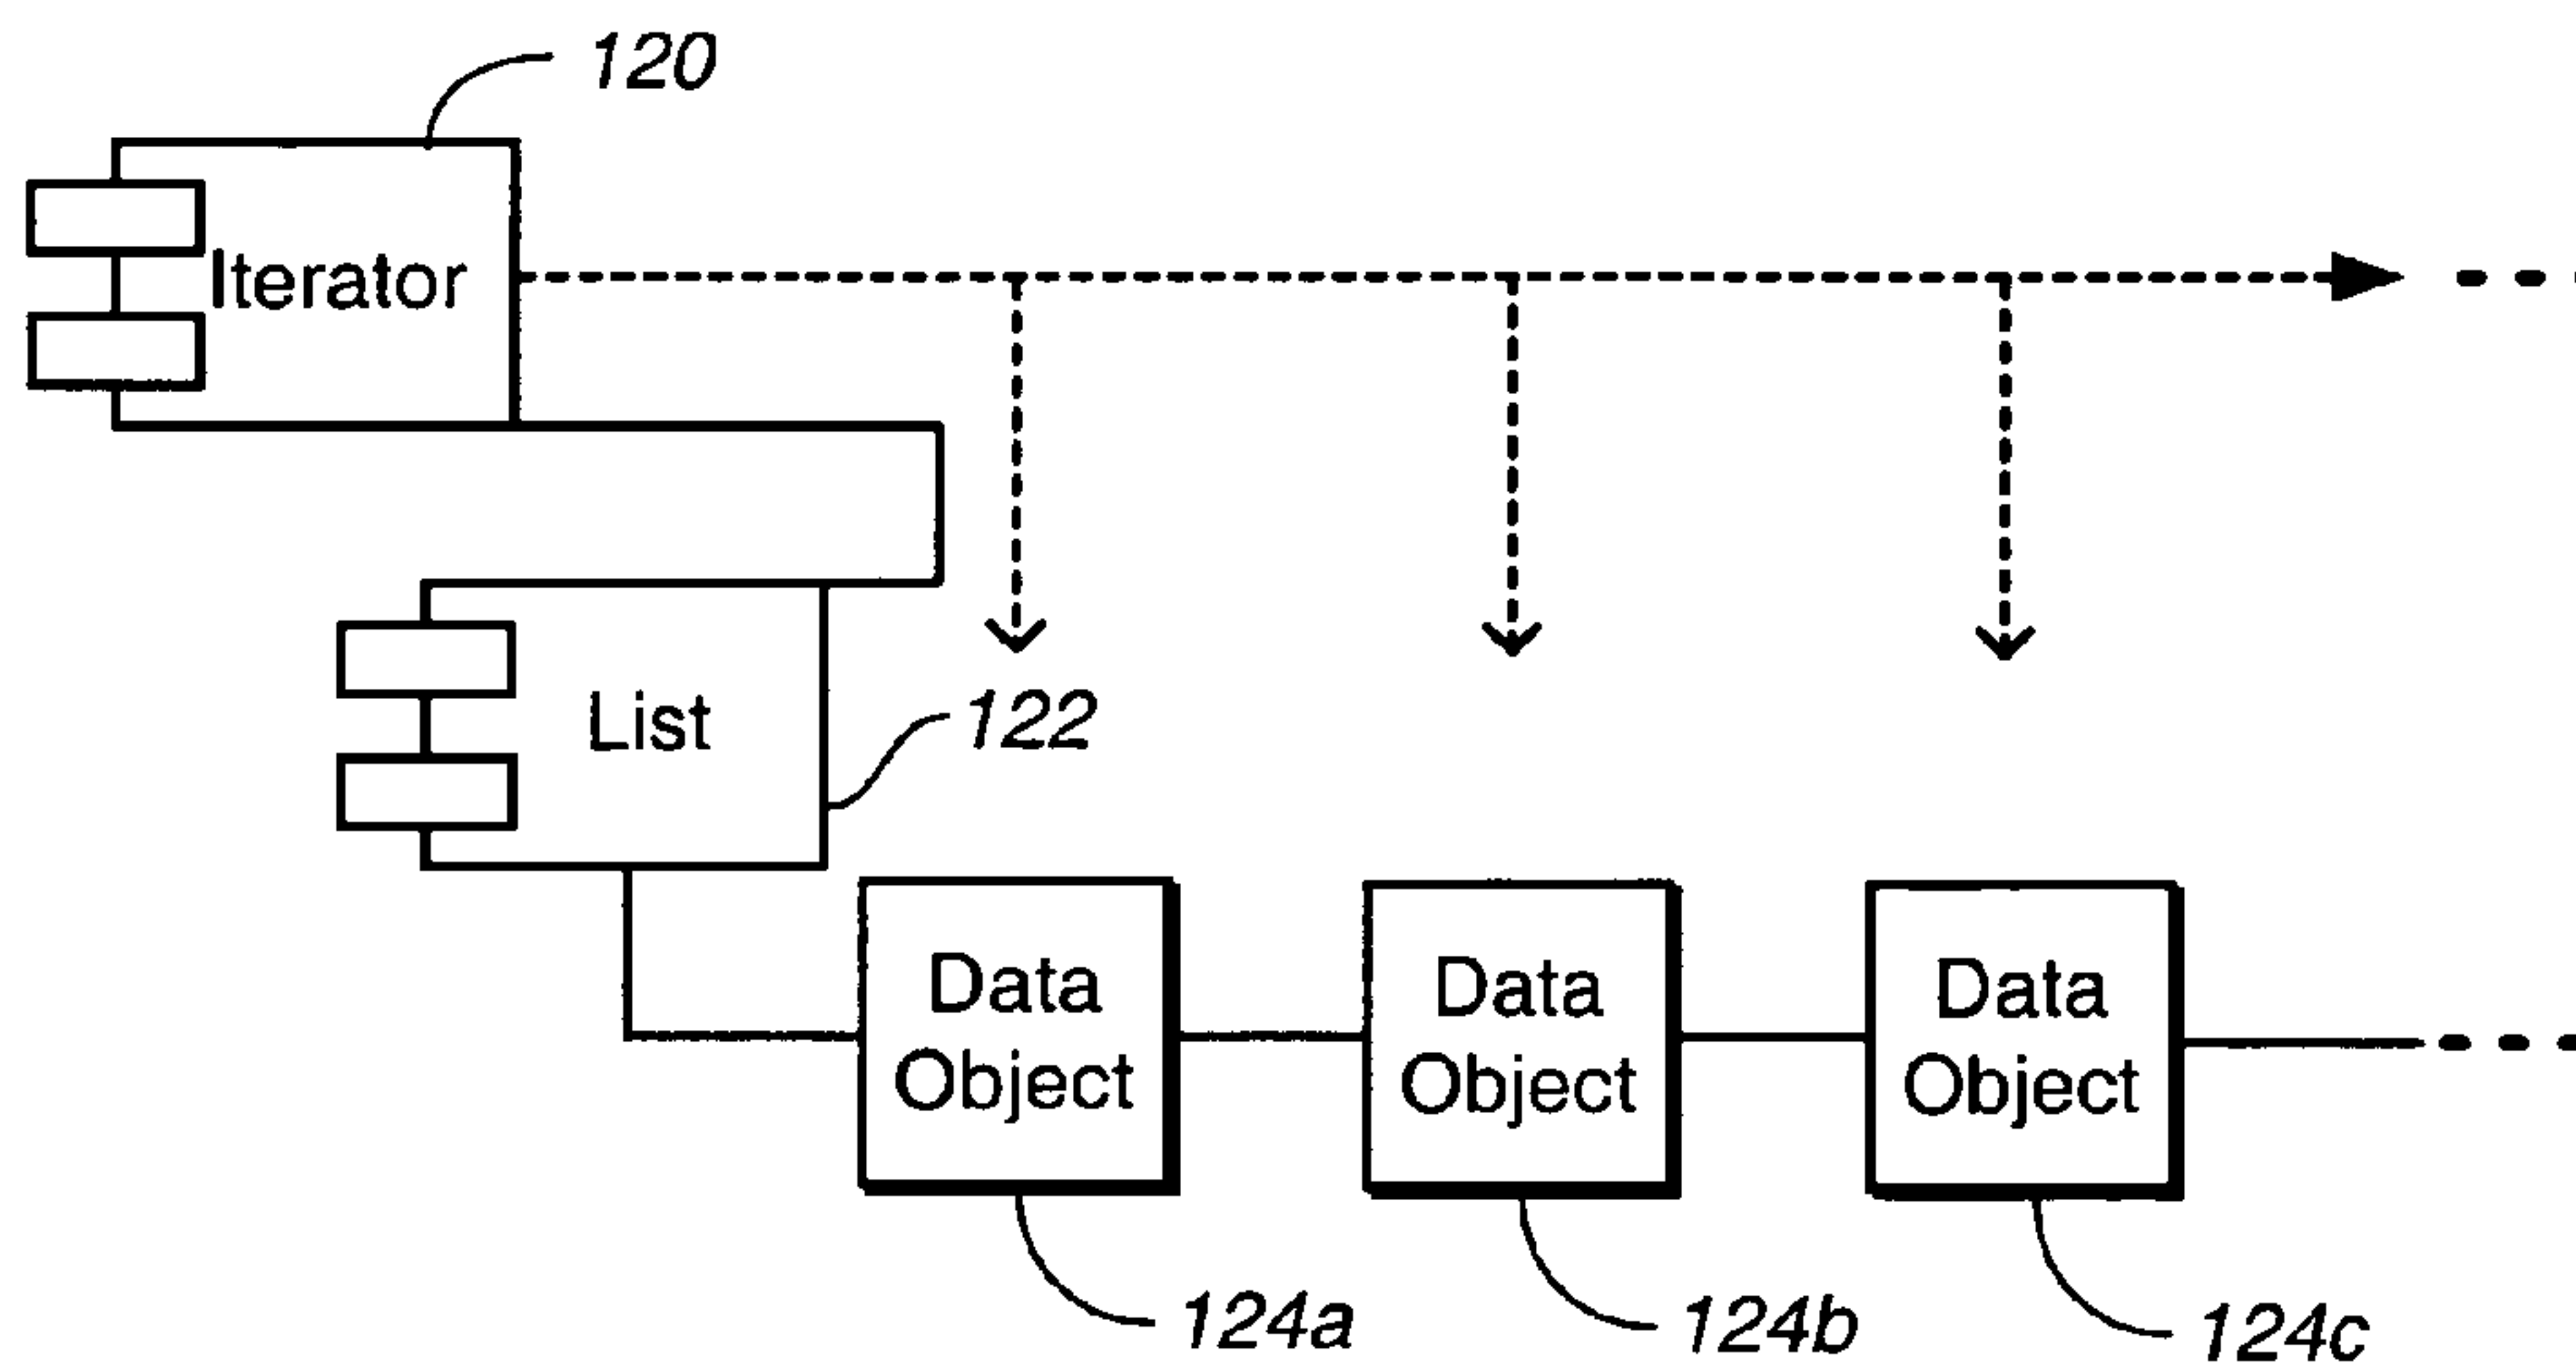 120
Iterator
List
122
Data
Object
Data
Object
Data
Object
124a
124b
124c